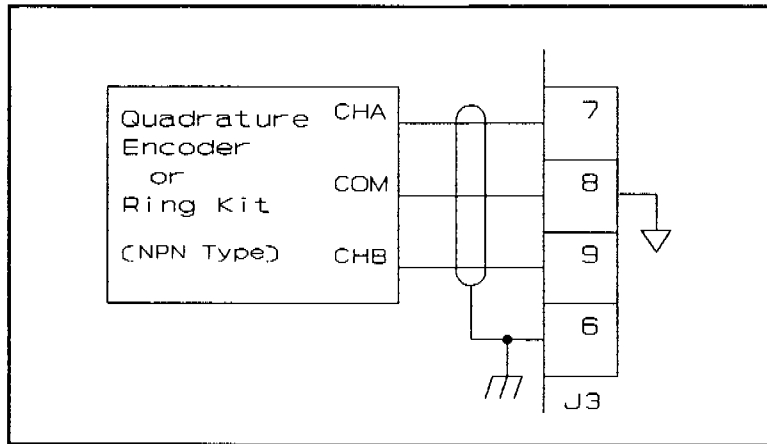 Quadrature
Encoder
or
Ring Kit
(NPN Type)
CHA
COM
CHB
7
8
9
6
J3